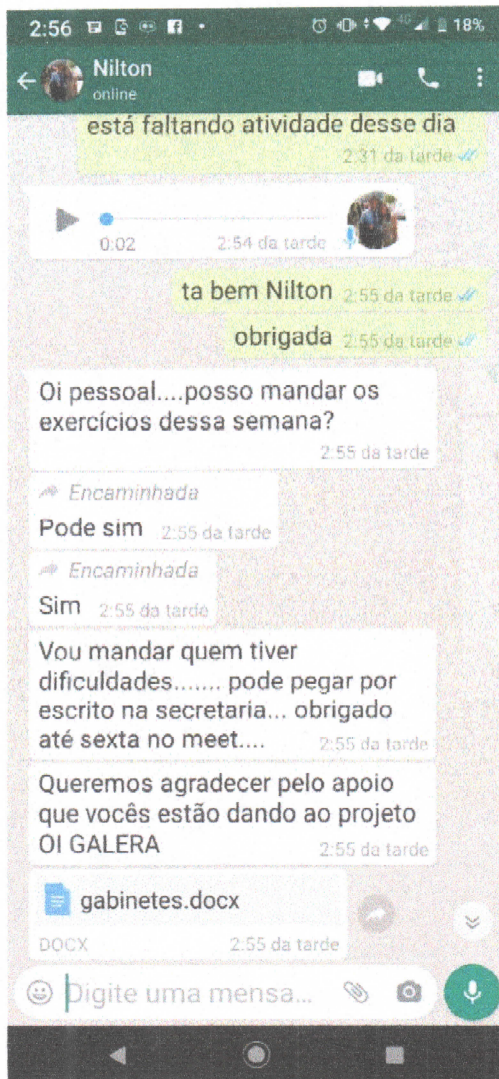 2:56
4G
18%
Nilton
online
está faltando atividade desse dia
2:31 da tarde
0:02
2:54 da tarde
ta bem Nilton 2:55 da tarde
obrigada 2:55 da tarde
Oi pessoal....posso mandar os
exercícios dessa semana?
2:55 da tarde
Encaminhada
Pode sim 2:55 da tarde
Encaminhada
Sim 2:55 da tarde
Vou mandar quem tiver
dificuldades....... pode pegar por
escrito na secretaria... obrigado
até sexta no meet.... 2:55 da tarde
Queremos agradecer pelo apoio
que vocês estão dando ao projeto
OI GALERA 2:55 da tarde
gabinetes.docx
DOCX 2:55 da tarde
Digite uma mensa...